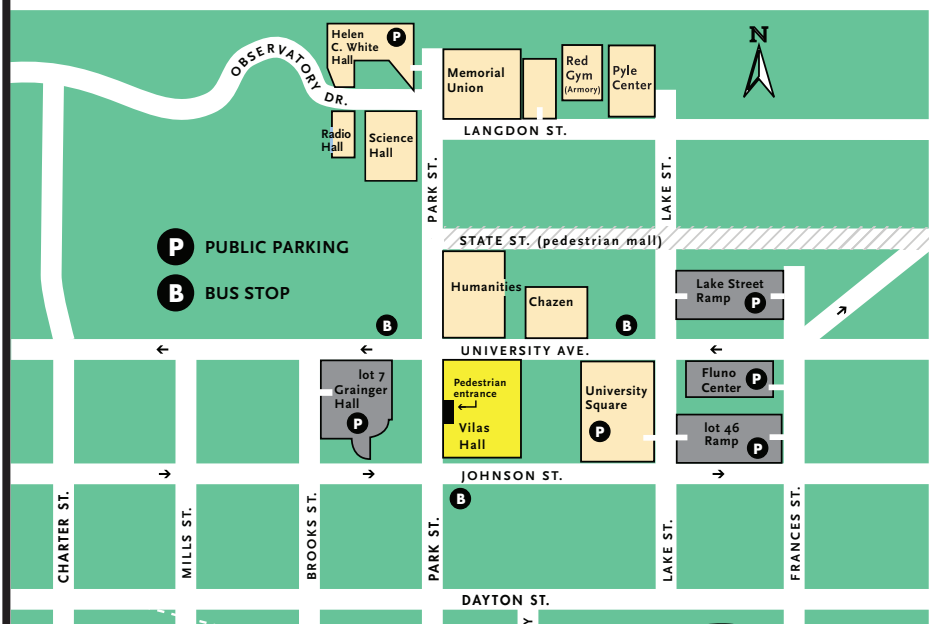 N
Helen
C. White
Hall
P
OBSERVATORY DR.
Memorial
Union
Red
Gym
(Armory)
Pyle
Center
LANGDON ST.
Radio
Hall
Science
Hall
PARK ST.
LAKE ST.
P PUBLIC PARKING
B BUS STOP
STATE ST. (pedestrian mall)
Humanities
Chazen
Lake Street
Ramp
P
B
B
UNIVERSITY AVE.
lot 7
Grainger
Hall
P
Pedestrian
entrance
Vilas
Hall
University
Square
P
Fluno
Center
P
lot 46
Ramp
P
JOHNSON ST.
B
CHARTER ST.
MILLS ST.
BROOKS ST.
PARK ST.
LAKE ST.
FRANCES ST.
DAYTON ST.
Y